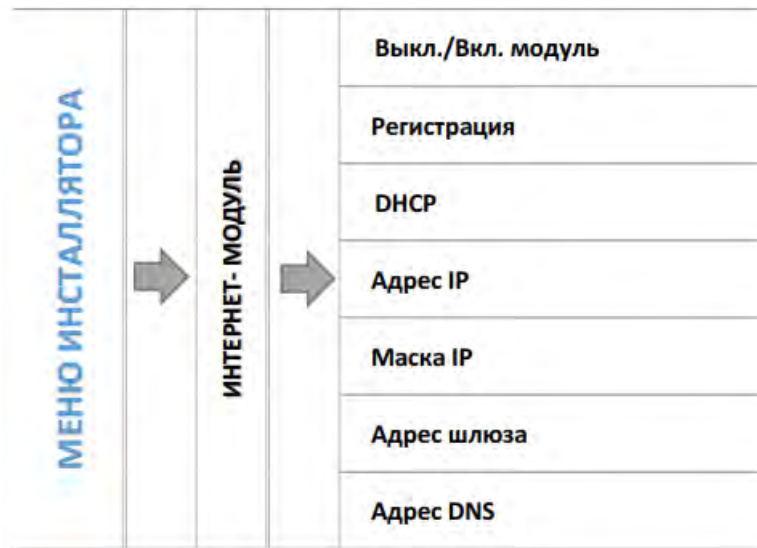 МЕНЮ ИНСТАЛЛЯТОРА
ИНТЕРНЕТ- МОДУЛЬ
Выкл./Вкл. модуль
Регистрация
DHCP
Адрес IP
Маска IP
Адрес шлюза
Адрес DNS